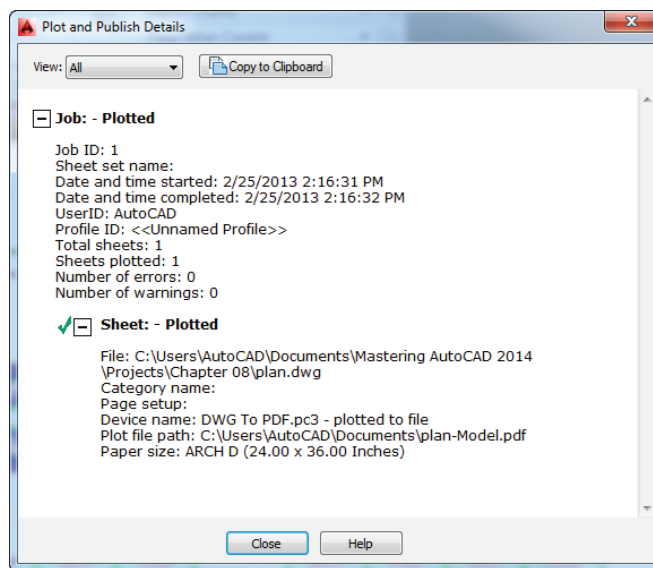 Plot and Publish Details
View: All Copy to Clipboard
Job: - Plotted
Job ID: 1
Sheet set name:
Date and time started: 2/25/2013 2:16:31 PM
Date and time completed: 2/25/2013 2:16:32 PM
UserID: AutoCAD
Profile ID: <<Unnamed Profile>>
Total sheets: 1
Sheets plotted: 1
Number of errors: 0
Number of warnings: 0
Sheet: - Plotted
File: C:\Users\AutoCAD\Documents\Mastering AutoCAD 2014
\Projects\Chapter 08\plan.dwg
Category name:
Page setup:
Device name: DWG To PDF.pc3 - plotted to file
Plot file path: C:\Users\AutoCAD\Documents\plan-Model.pdf
Paper size: ARCH D (24.00 x 36.00 Inches)
Close Help